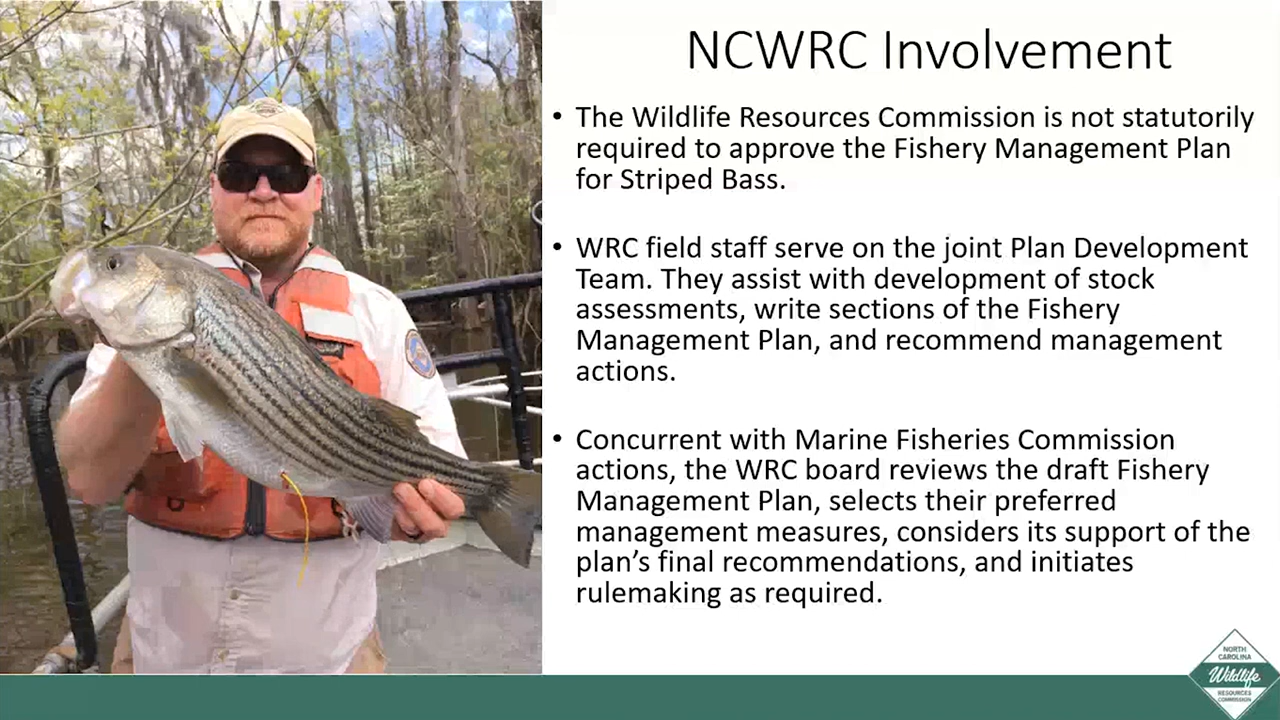 NCWRC Involvement
• The Wildlife Resources Commission is not statutorily
required to approve the Fishery Management Plan
for Striped Bass.
• WRC field staff serve on the joint Plan Development
Team. They assist with development of stock
assessments, write sections of the Fishery
Management Plan, and recommend management
actions.
• Concurrent with Marine Fisheries Commission
actions, the WRC board reviews the draft Fishery
Management Plan, selects their preferred
management measures, considers its support of the
plan’s final recommendations, and initiates
rulemaking as required.
NORTH
CAROLINA
Wildlife
RESOURCES
COMMISSION